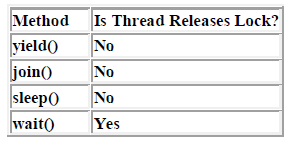 Method Is Thread Releases Lock?
yield() No
join() No
sleep() No
wait() Yes